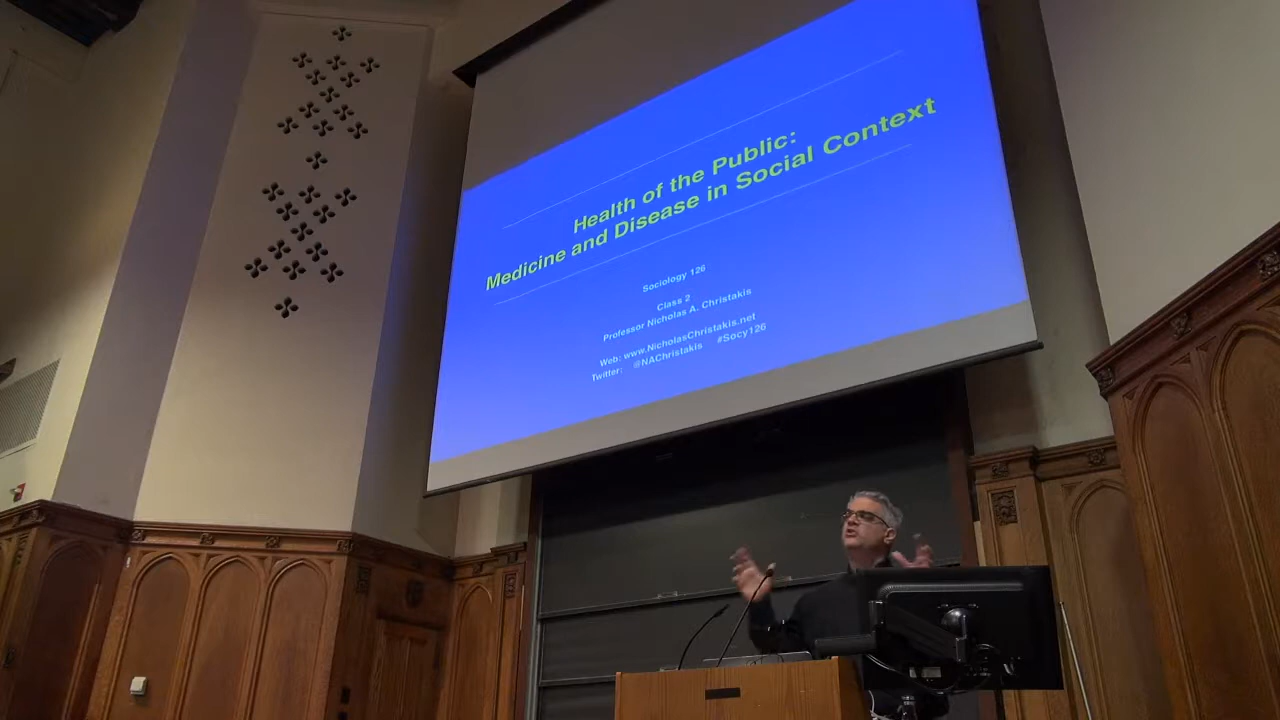 Health of the Public:
Medicine and Disease in Social Context
Sociology 126
Class 2
Professor Nicholas A. Christakis
Web: www.NicholasChristakis.net
Twitter: @NAChristakis #Socy126